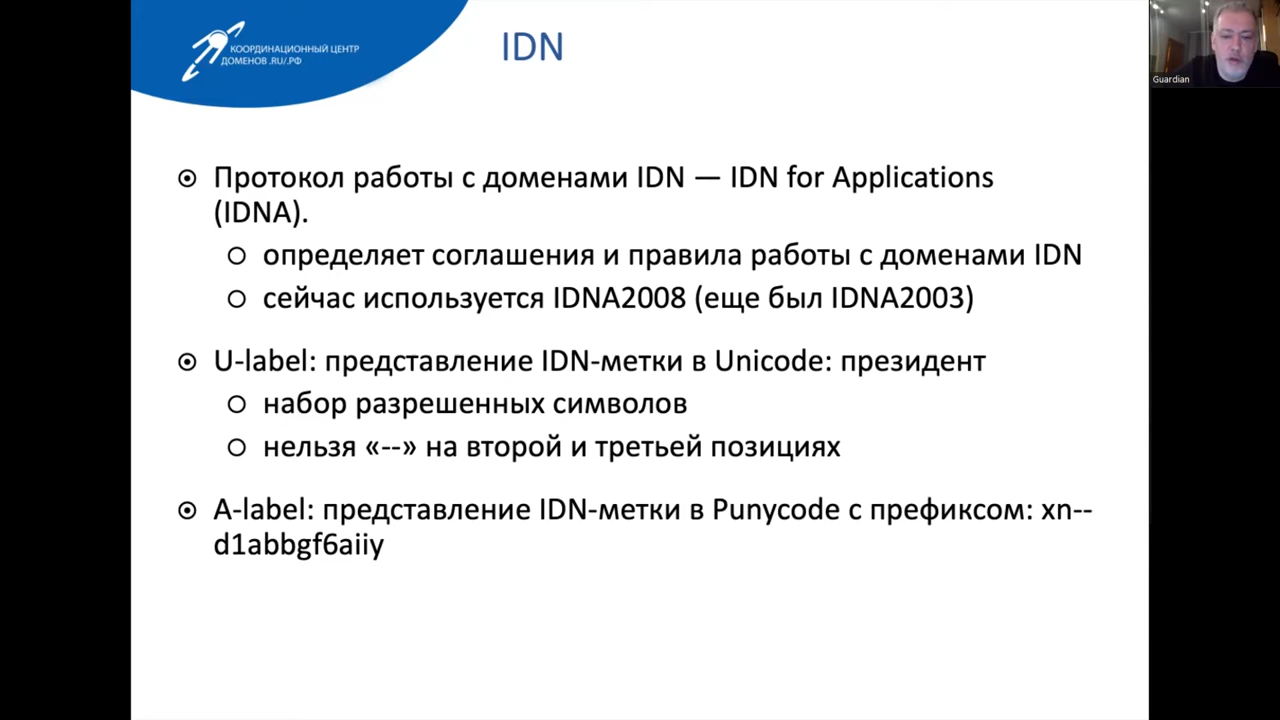 КООРДИНАЦИОННЫЙ ЦЕНТР
ДОМЕНОВ .RU/.РФ
IDN
Guardian
Протокол работы с доменами IDN — IDN for Applications
(IDNA).
определяет соглашения и правила работы с доменами IDN
сейчас используется IDNA2008 (еще был IDNA2003)
U-label: представление IDN-метки в Unicode: президент
набор разрешенных символов
нельзя «--» на второй и третьей позициях
A-label: представление IDN-метки в Punycode с префиксом: xn--
d1abbgf6aiiy